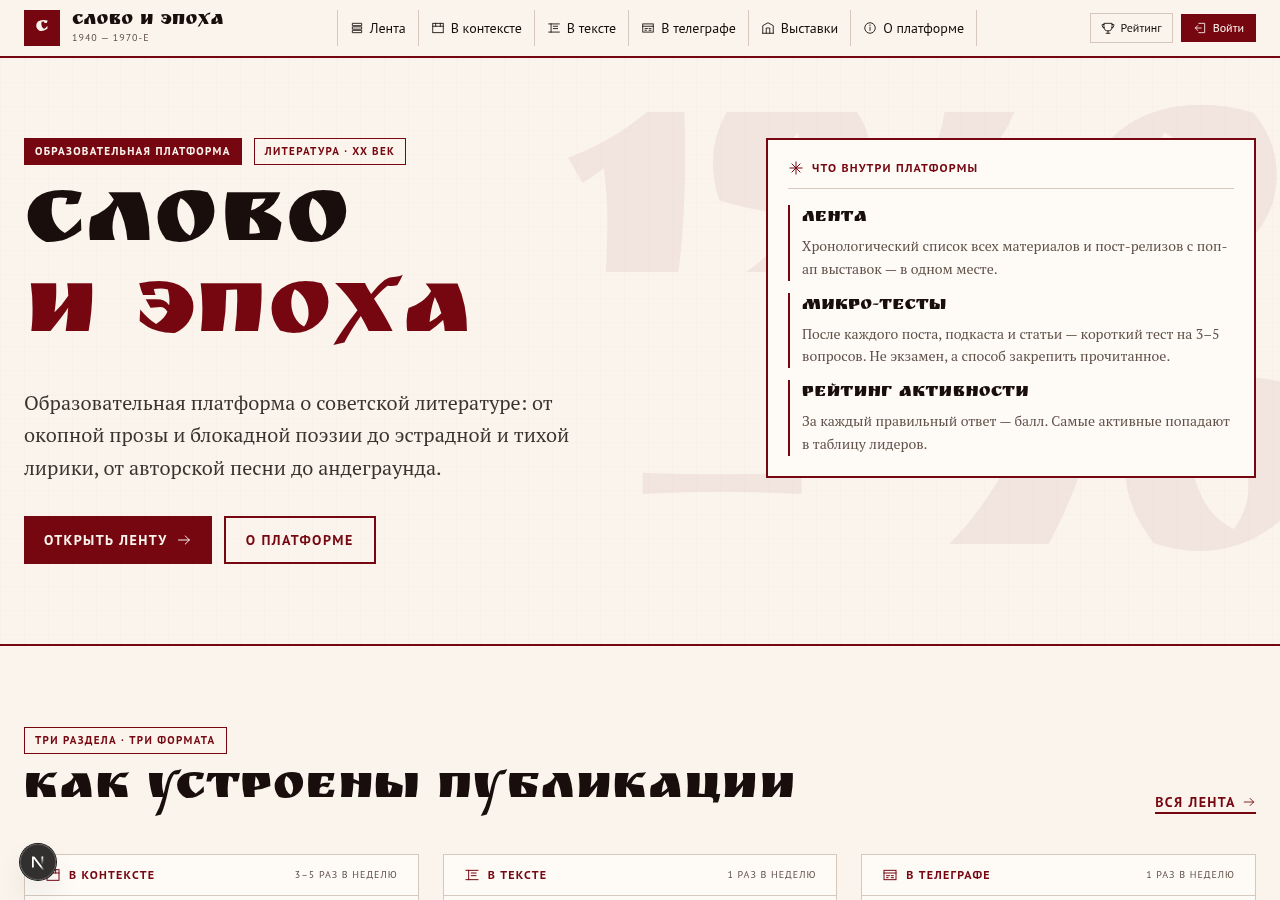 С
СЛОВО И ЭПОХА
1940 — 1970-Е
Лента
В контексте
В тексте
В телеграфе
Выставки
О платформе
Рейтинг
Войти
ОБРАЗОВАТЕЛЬНАЯ ПЛАТФОРМА
ЛИТЕРАТУРА · XX ВЕК
СЛОВО
И ЭПОХА
Образовательная платформа о советской литературе: от
окопной прозы и блокадной поэзии до эстрадной и тихой
лирики, от авторской песни до андеграунда.
ОТКРЫТЬ ЛЕНТУ →
О ПЛАТФОРМЕ
ЧТО ВНУТРИ ПЛАТФОРМЫ
ЛЕНТА
Хронологический список всех материалов и пост-релизов с поп-
ап выставок — в одном месте.
МИКРО-ТЕСТЫ
После каждого поста, подкаста и статьи — короткий тест на 3–5
вопросов. Не экзамен, а способ закрепить прочитанное.
РЕЙТИНГ АКТИВНОСТИ
За каждый правильный ответ — балл. Самые активные попадают
в таблицу лидеров.
ТРИ РАЗДЕЛА · ТРИ ФОРМАТА
КАК УСТРОЕНЫ ПУБЛИКАЦИИ
ВСЯ ЛЕНТА →
N
В КОНТЕКСТЕ
3–5 РАЗ В НЕДЕЛЮ
В ТЕКСТЕ
1 РАЗ В НЕДЕЛЮ
В ТЕЛЕГРАФЕ
1 РАЗ В НЕДЕЛЮ